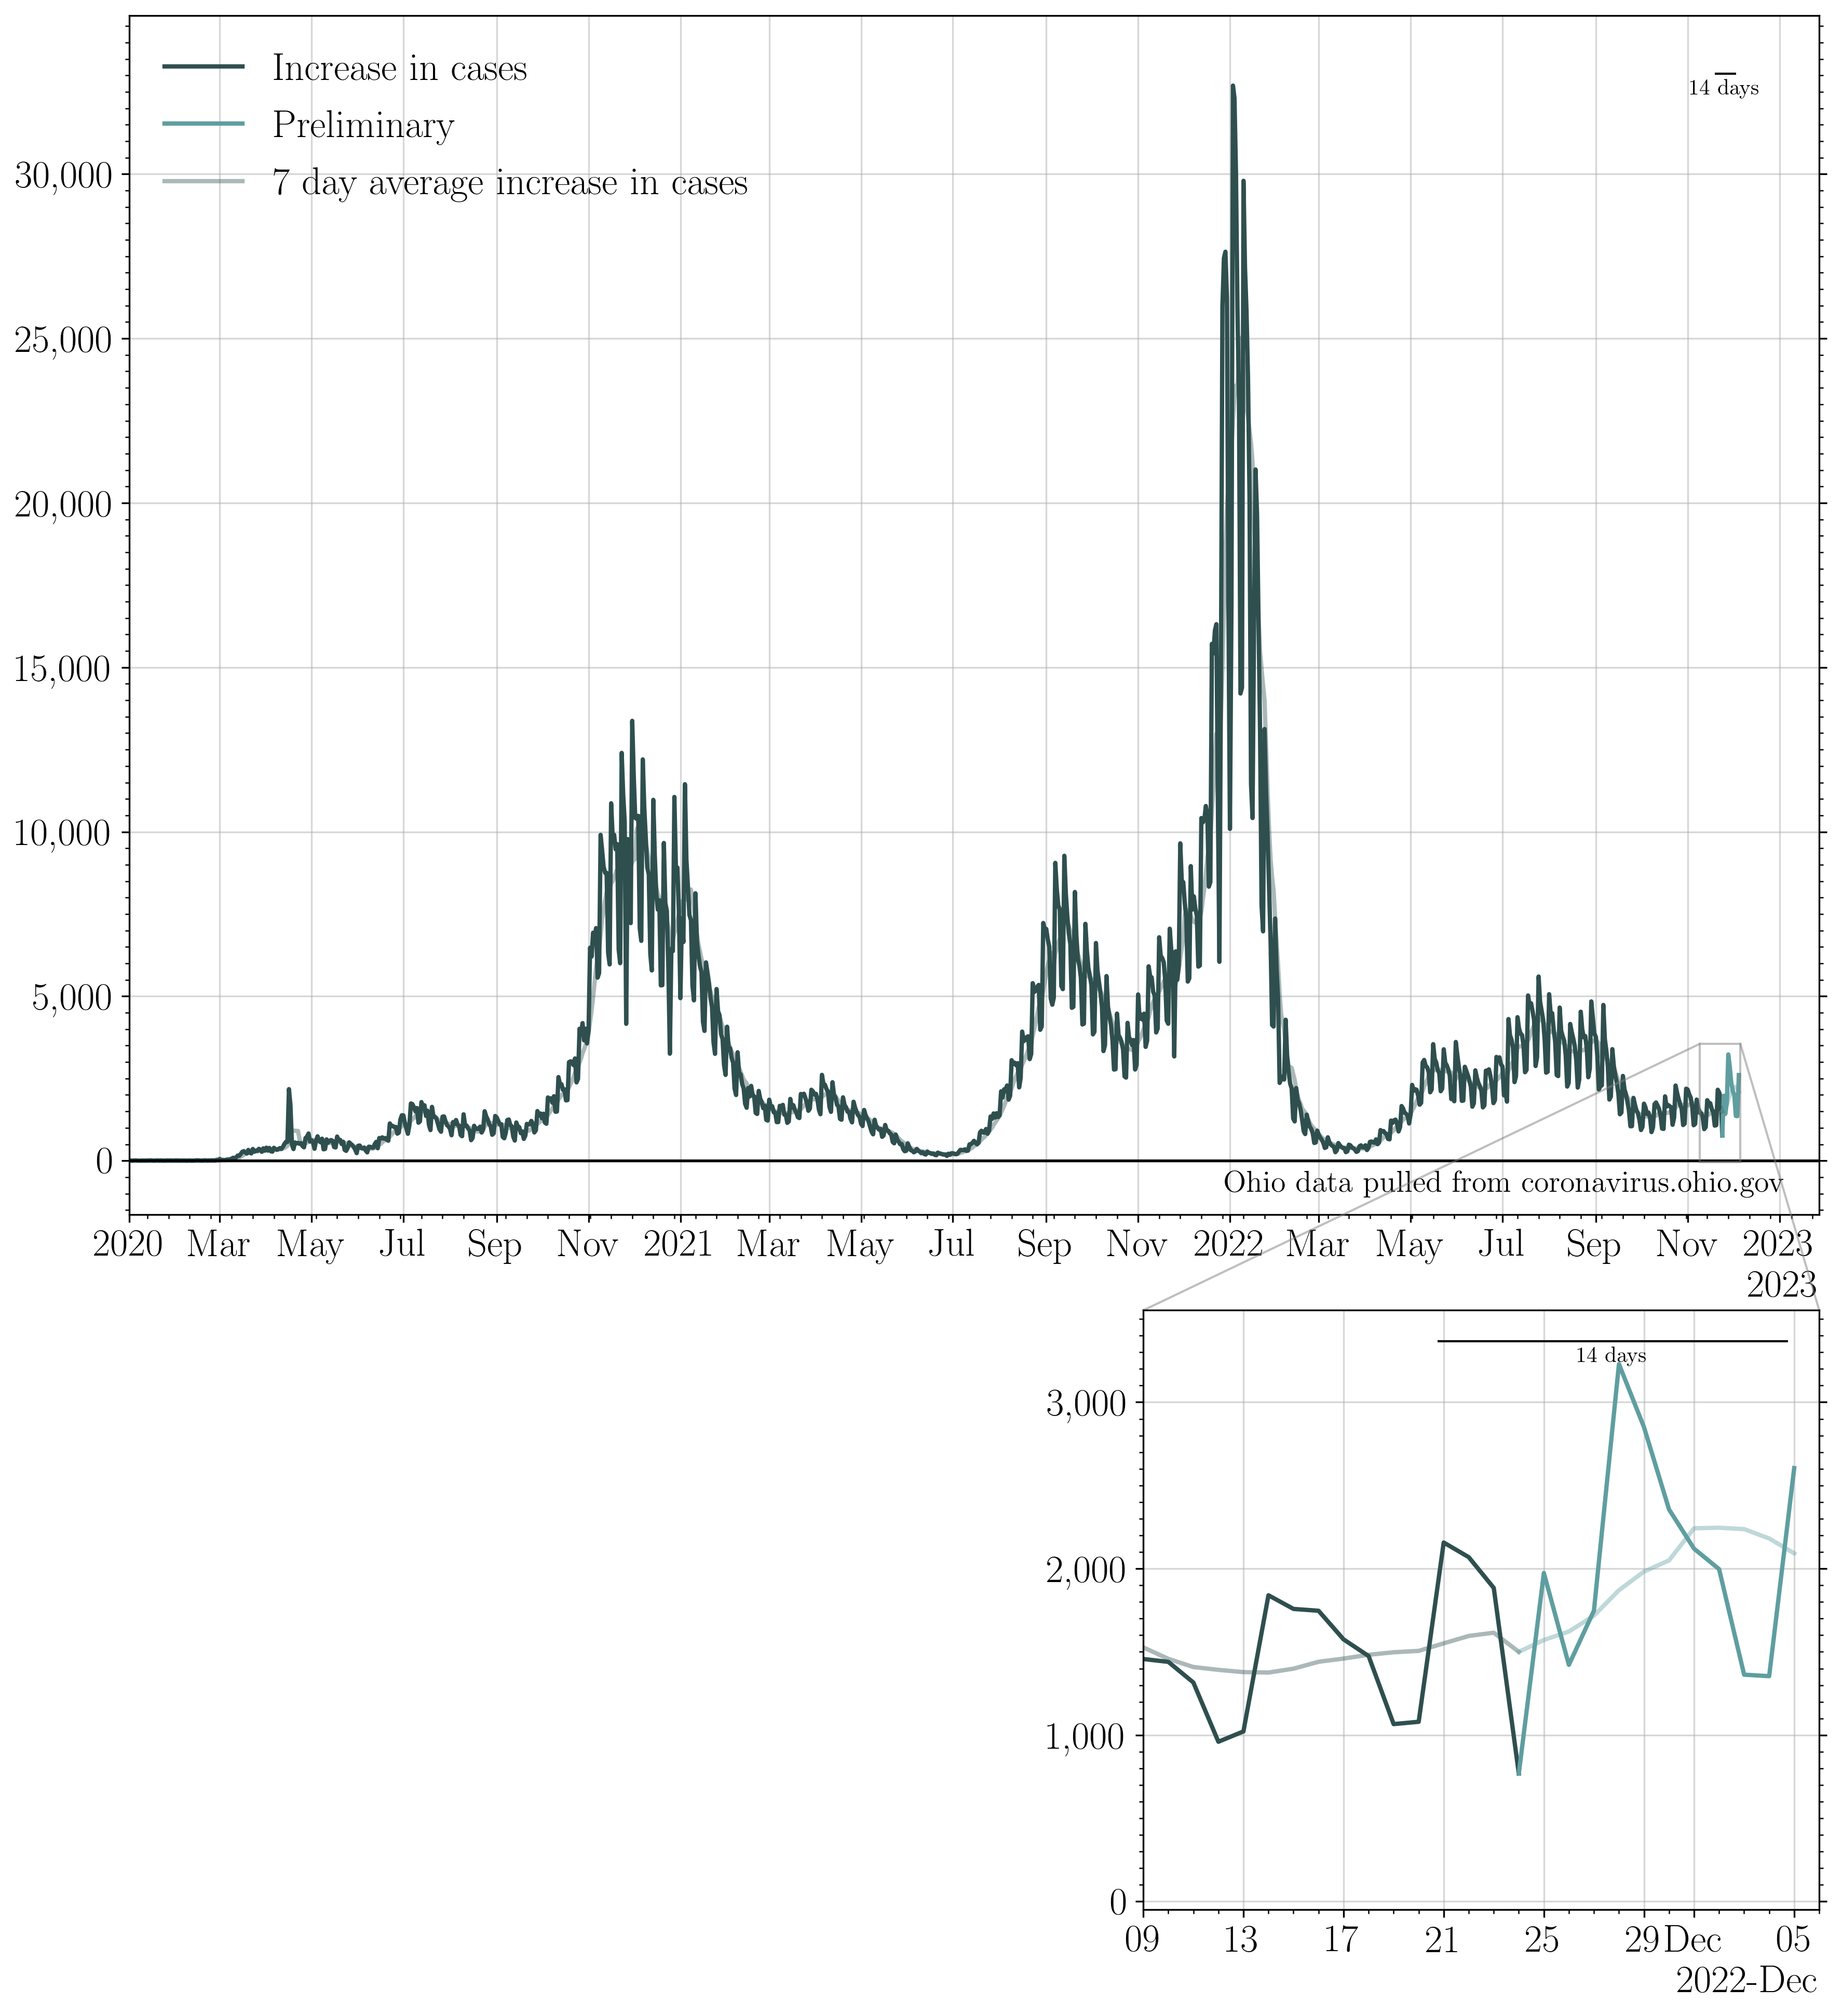 Increase in cases
Preliminary
7 day average increase in cases
14 days
30,000
25,000
20,000
15,000
10,000
5,000
0
Ohio data pulled from coronavirus.ohio.gov
2020 Mar May Jul Sep Nov 2021 Mar May Jul Sep Nov 2022 Mar May Jul Sep Nov 2023
2023
14 days
3,000
2,000
1,000
0
09 13 17 21 25 29 Dec 05
2022-Dec